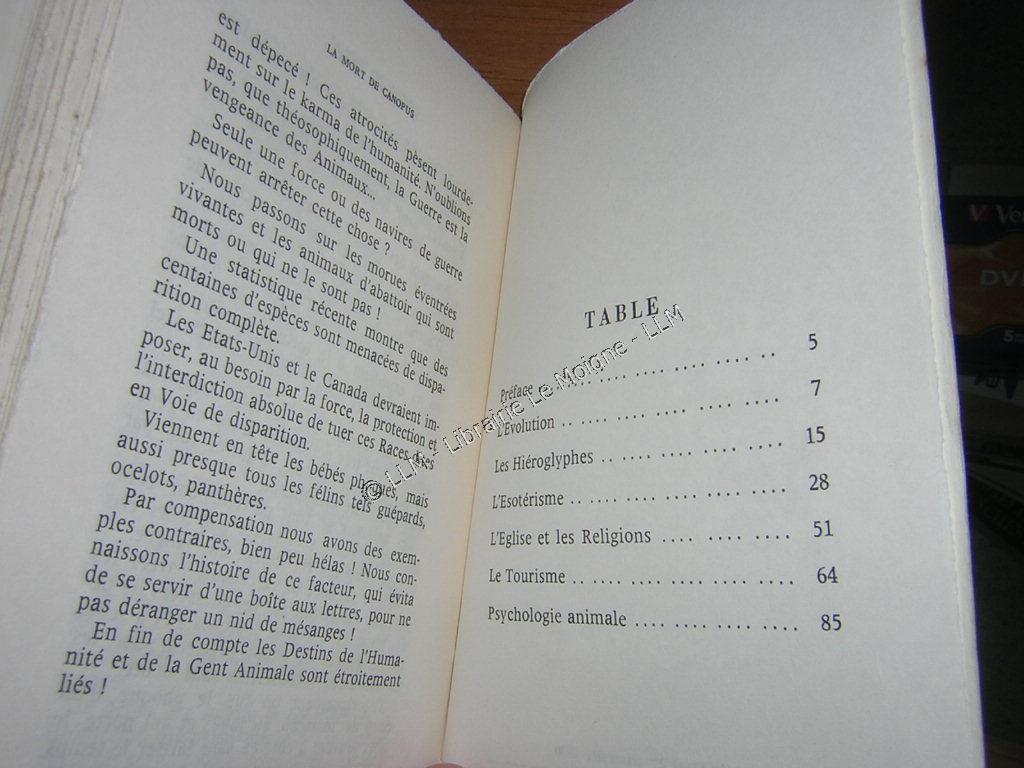 LA MORT DE CANOPUS
est dépecé ! Ces atrocités pèsent lourde-
ment sur le karma de l'humanité. N'oublions
pas, que théosophiquement, la Guerre est la
vengeance des Animaux...
Seule une force ou des navires de guerre
peuvent arrêter cette chose ?
Nous passons sur les morues éventrées
vivantes et les animaux d'abattoir qui sont
morts ou qui ne le sont pas !
Une statistique récente montre que des
centaines d'espèces sont menacées de dispa-
rition complète.
Les Etats-Unis et le Canada devraient im-
poser, au besoin par la force, la protection et
l'interdiction absolue de tuer ces Races dites
en Voie de disparition.
Viennent en tête les bébés phoques, mais
aussi presque tous les félins tels guépards,
ocelots, panthères.
Par compensation nous avons des exem-
ples contraires, bien peu hélas ! Nous con-
naissons l'histoire de ce facteur, qui évita
de se servir d'une boîte aux lettres, pour ne
pas déranger un nid de mésanges !
En fin de compte les Destins de l'Huma-
nité et de la Gent Animale sont étroitement
liés !
TABLE
Préface .. .... .... .... .... .. 5
L'Evolution .. .... .... .... .... .... 7
Les Hiéroglyphes .. .... .... .... .... 15
L'Esotérisme .. .... .... .... .... .... 28
L'Eglise et les Religions .... .... .... 51
Le Tourisme .. .... .... .... .... .... 64
Psychologie animale .... .... .... .... 85
© LLM - Librairie Le Moigne - LLM
V Ve
DV
5